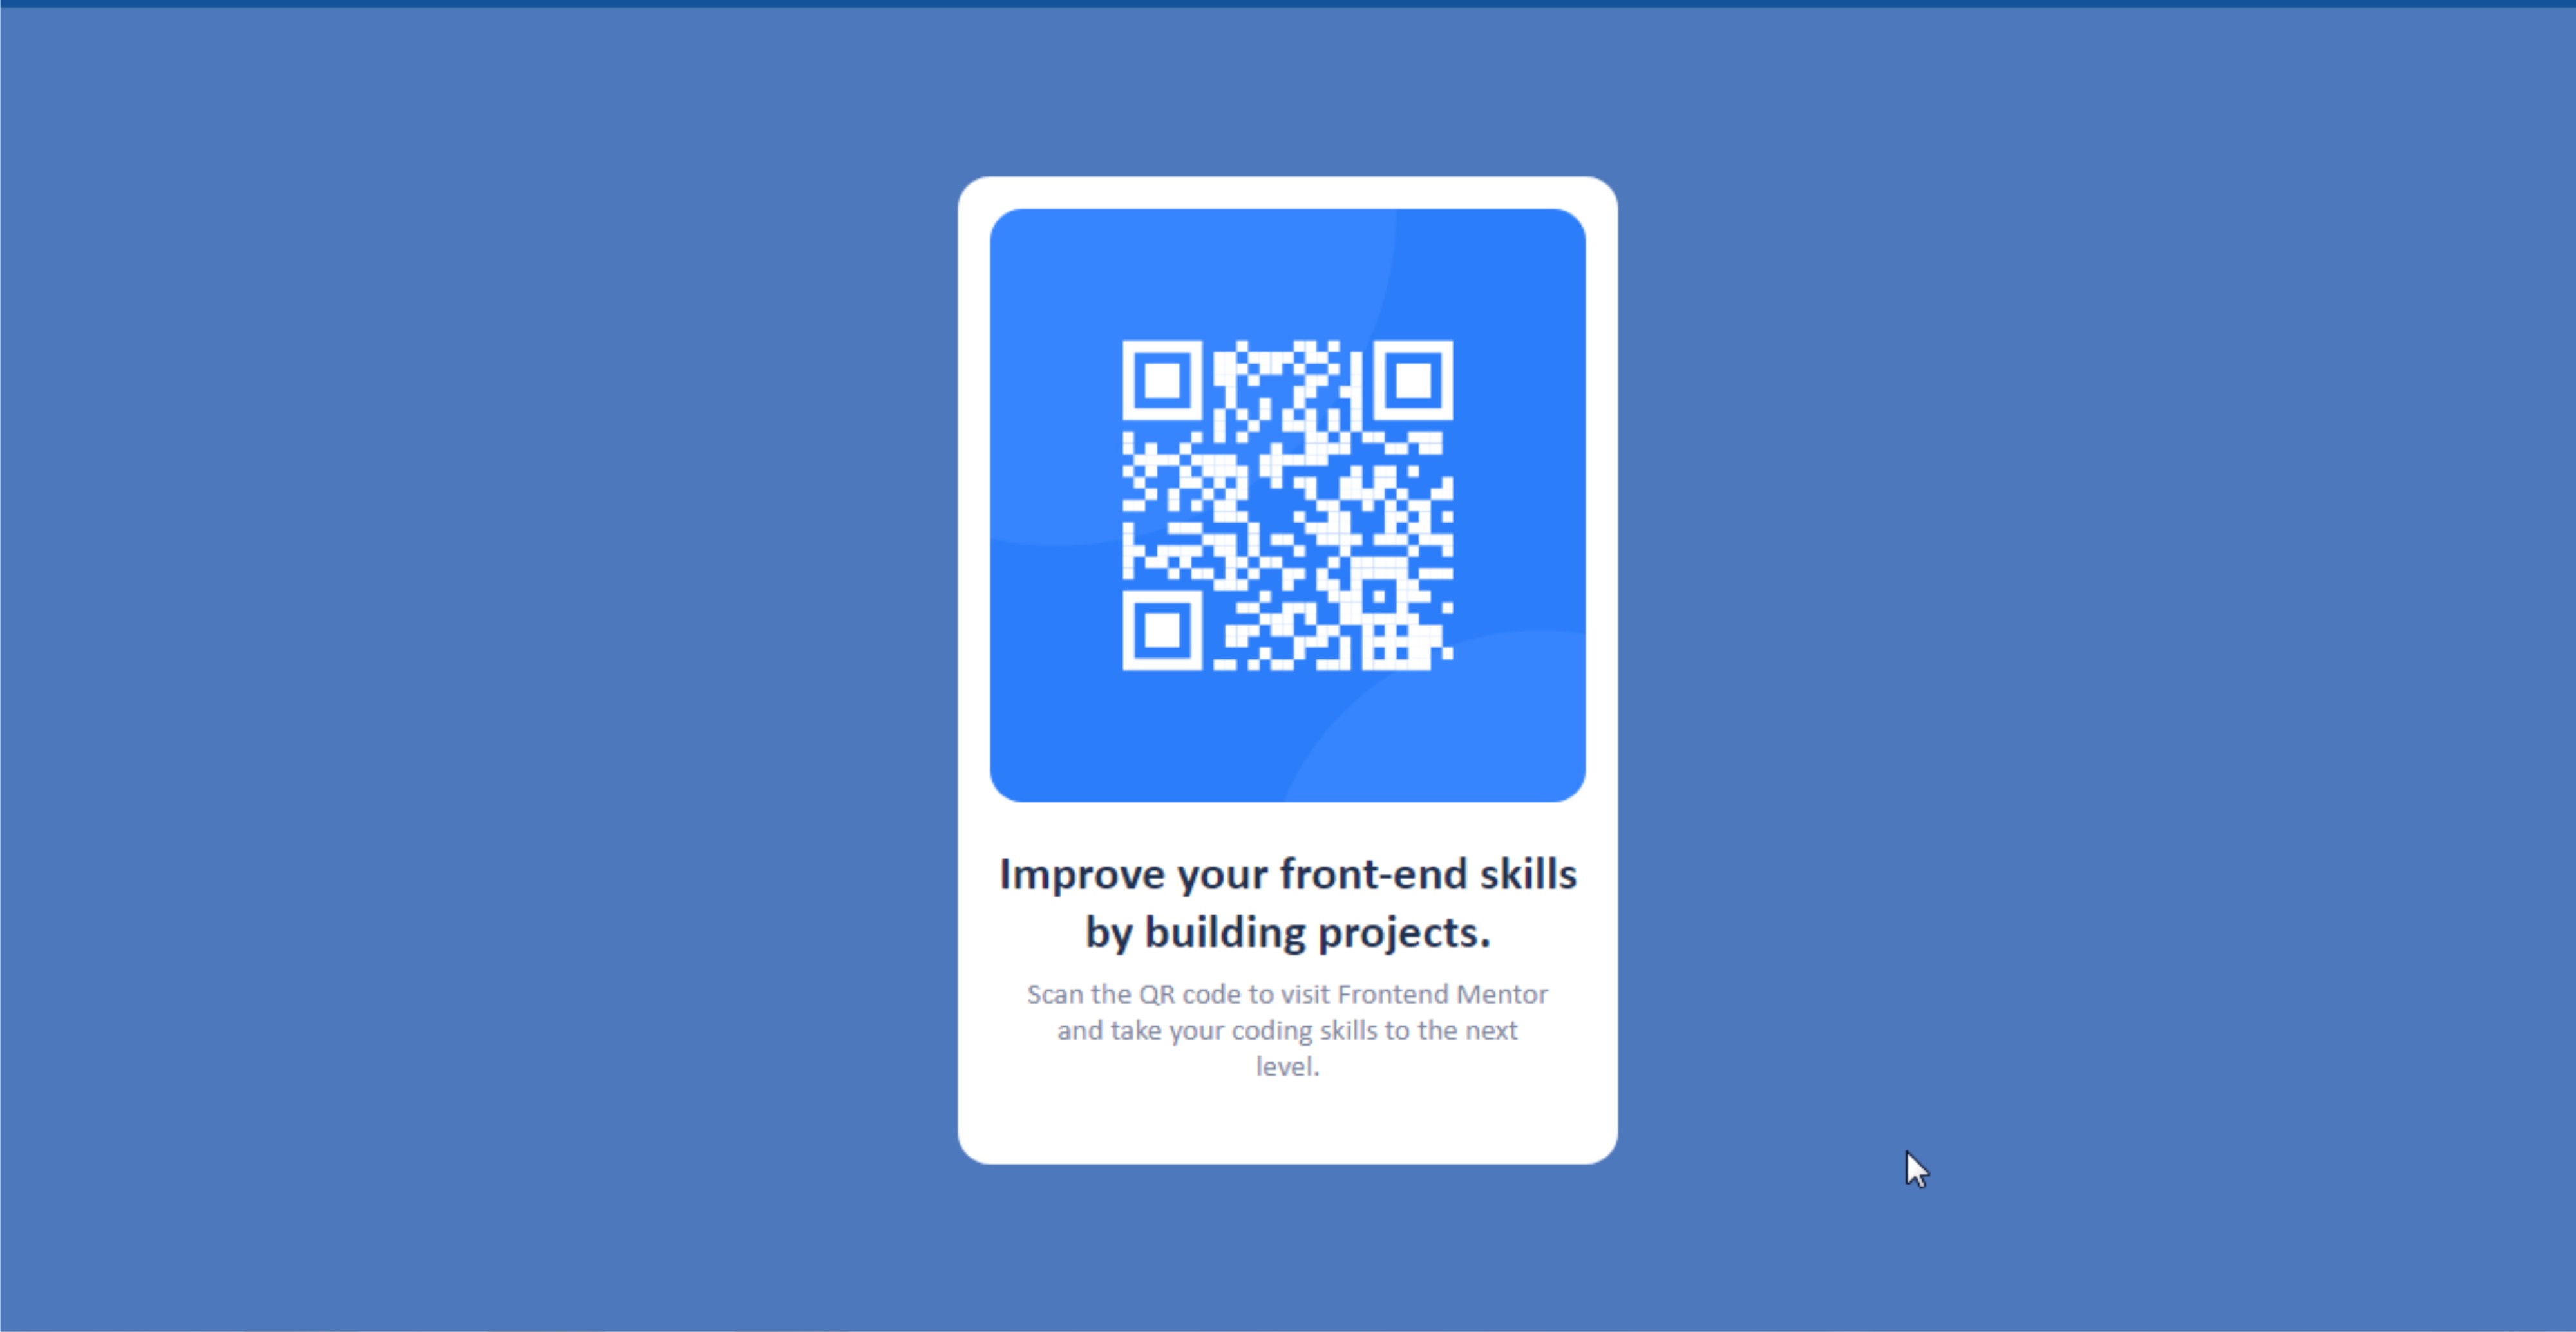 Improve your front-end skills
by building projects.
Scan the QR code to visit Frontend Mentor
and take your coding skills to the next
level.